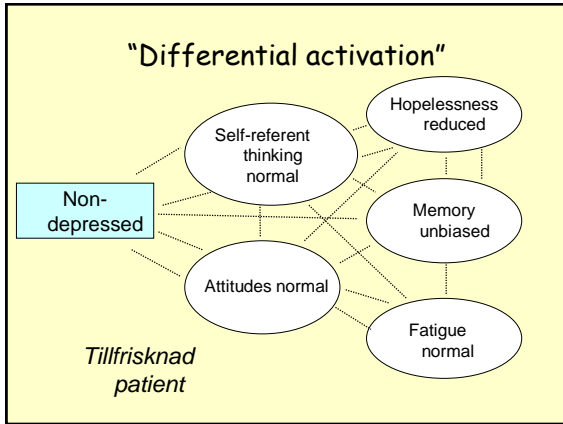 “Differential activation”
Hopelessness
reduced
Self-referent
thinking
normal
Non-
depressed
Memory
unbiased
Attitudes normal
Fatigue
normal
Tillfrisknad
patient